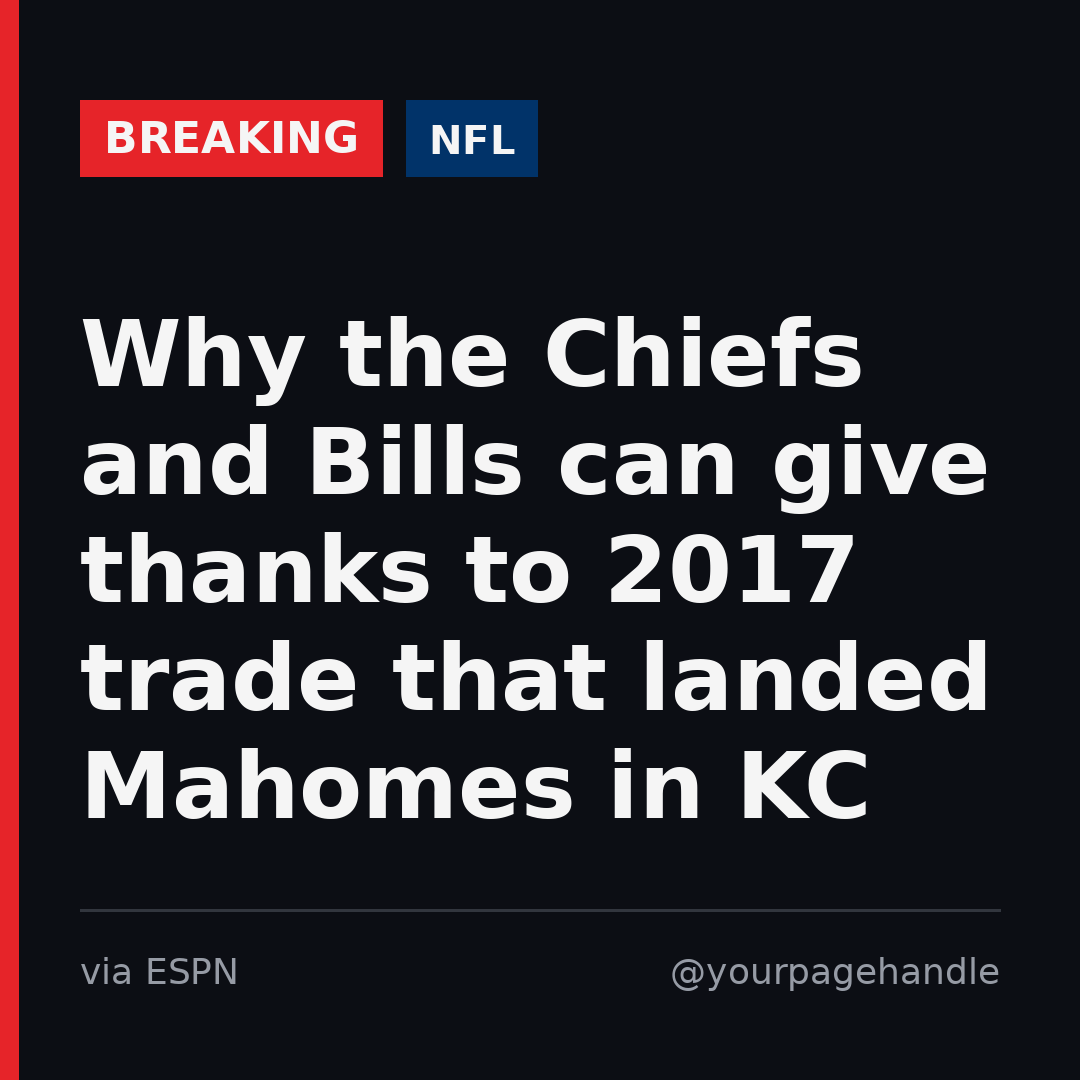 BREAKING NFL
Why the Chiefs
and Bills can give
thanks to 2017
trade that landed
Mahomes in KC
via ESPN @yourpagehandle